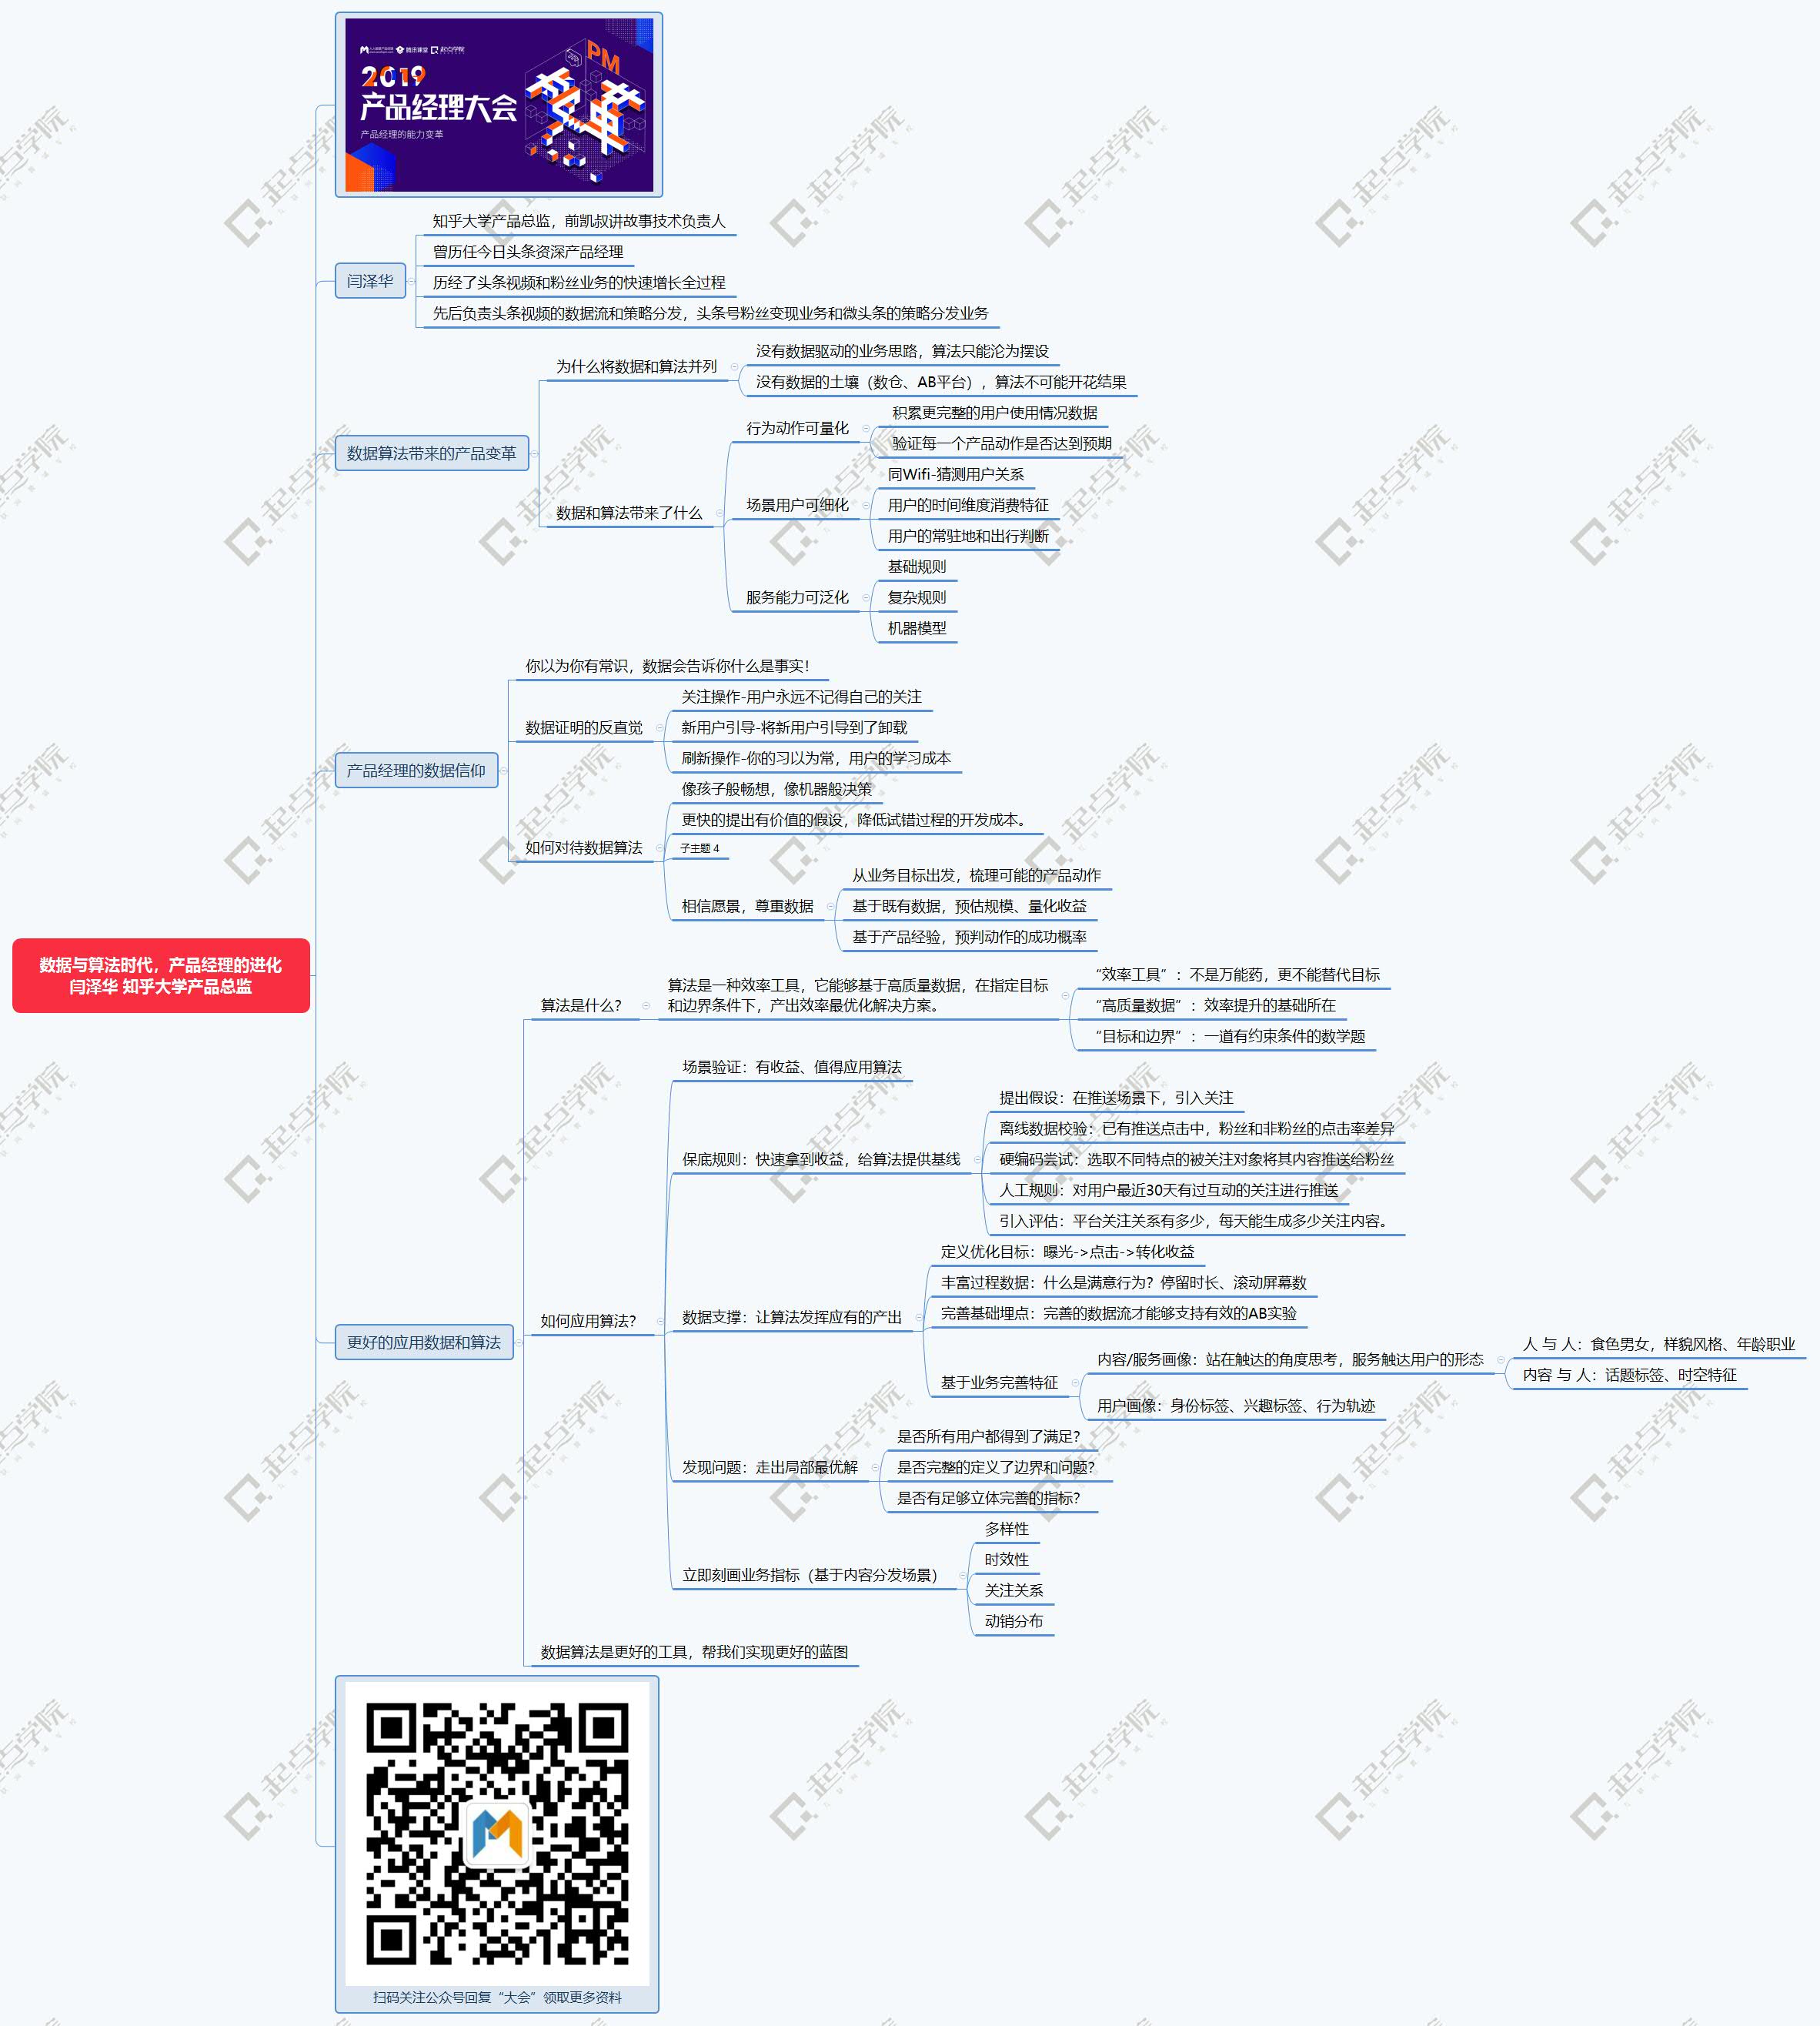 人人都是产品经理 腾讯课堂 起点学院
2019
产品经理大会
产品经理的能力变革
PM
闫泽华
知乎大学产品总监，前凯叔讲故事技术负责人
曾历任今日头条资深产品经理
历经了头条视频和粉丝业务的快速增长全过程
先后负责头条视频的数据流和策略分发，头条号粉丝变现业务和微头条的策略分发业务
数据算法带来的产品变革
为什么将数据和算法并列
没有数据驱动的业务思路，算法只能沦为摆设
没有数据的土壤（数仓、AB平台），算法不可能开花结果
数据和算法带来了什么
行为动作可量化
积累更完整的用户使用情况数据
验证每一个产品动作是否达到预期
场景用户可细化
同Wifi-猜测用户关系
用户的时间维度消费特征
用户的常驻地和出行判断
服务能力可泛化
基础规则
复杂规则
机器模型
产品经理的数据信仰
你以为你有常识，数据会告诉你什么是事实！
数据证明的反直觉
关注操作-用户永远不记得自己的关注
新用户引导-将新用户引导到了卸载
刷新操作-你的习以为常，用户的学习成本
如何对待数据算法
像孩子般畅想，像机器般决策
更快的提出有价值的假设，降低试错过程的开发成本。
子主题 4
相信愿景，尊重数据
从业务目标出发，梳理可能的产品动作
基于既有数据，预估规模、量化收益
基于产品经验，预判动作的成功概率
数据与算法时代，产品经理的进化
闫泽华 知乎大学产品总监
更好的应用数据和算法
算法是什么？
算法是一种效率工具，它能够基于高质量数据，在指定目标
和边界条件下，产出效率最优化解决方案。
“效率工具”：不是万能药，更不能替代目标
“高质量数据”：效率提升的基础所在
“目标和边界”：一道有约束条件的数学题
如何应用算法？
场景验证：有收益、值得应用算法
保底规则：快速拿到收益，给算法提供基线
提出假设：在推送场景下，引入关注
离线数据校验：已有推送点击中，粉丝和非粉丝的点击率差异
硬编码尝试：选取不同特点的被关注对象将其内容推送给粉丝
人工规则：对用户最近30天有过互动的关注进行推送
引入评估：平台关注关系有多少，每天能生成多少关注内容。
数据支撑：让算法发挥应有的产出
定义优化目标：曝光->点击->转化收益
丰富过程数据：什么是满意行为？停留时长、滚动屏幕数
完善基础埋点：完善的数据流才能够支持有效的AB实验
基于业务完善特征
内容/服务画像：站在触达的角度思考，服务触达用户的形态
人 与 人：食色男女，样貌风格、年龄职业
内容 与 人：话题标签、时空特征
用户画像：身份标签、兴趣标签、行为轨迹
发现问题：走出局部最优解
是否所有用户都得到了满足？
是否完整的定义了边界和问题？
是否有足够立体完善的指标？
立即刻画业务指标（基于内容分发场景）
多样性
时效性
关注关系
动销分布
数据算法是更好的工具，帮我们实现更好的蓝图
扫码关注公众号回复“大会”领取更多资料
起点学院